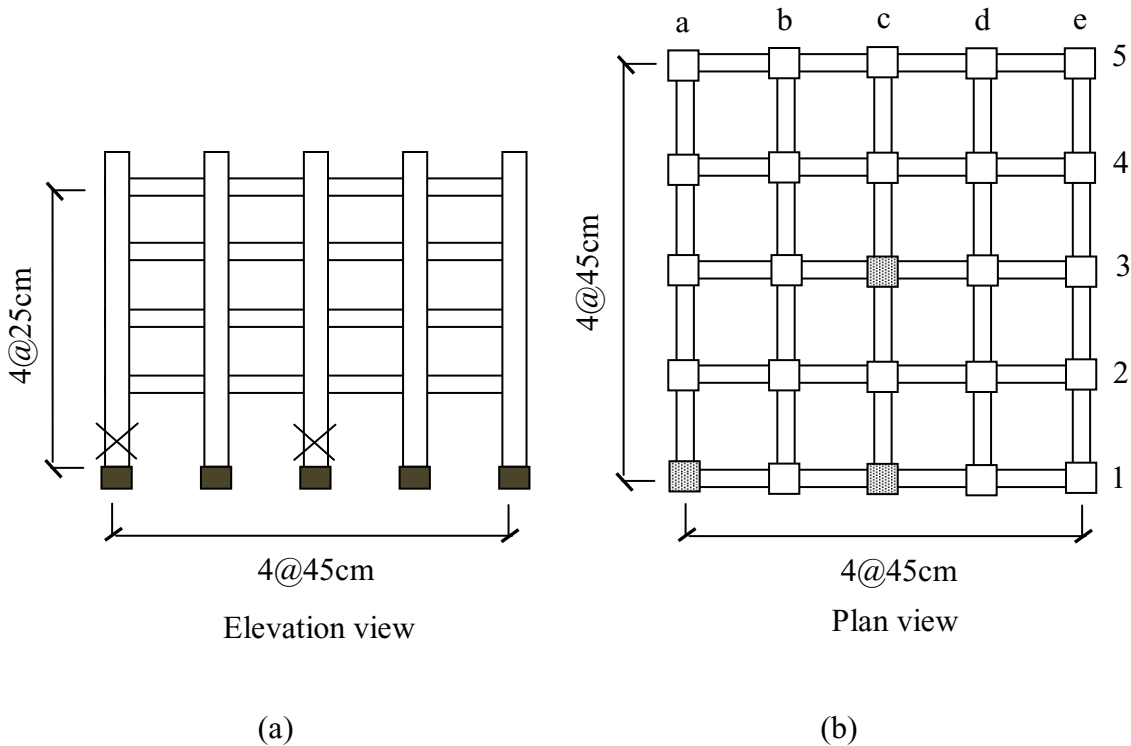 a b c d e
5
4
3
2
1
4@25cm
4@45cm
4@45cm
4@45cm
Elevation view
Plan view
(a)
(b)